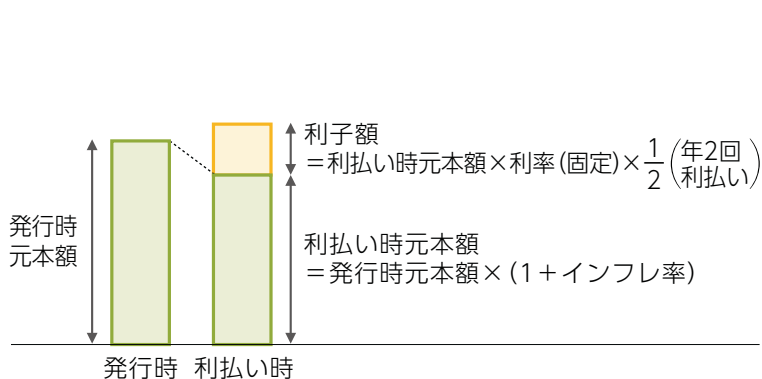 発行時
元本額
利子額
＝利払い時元本額×利率(固定)×1/2(年2回利払い)
利払い時元本額
＝発行時元本額×(1＋インフレ率)
発行時 利払い時